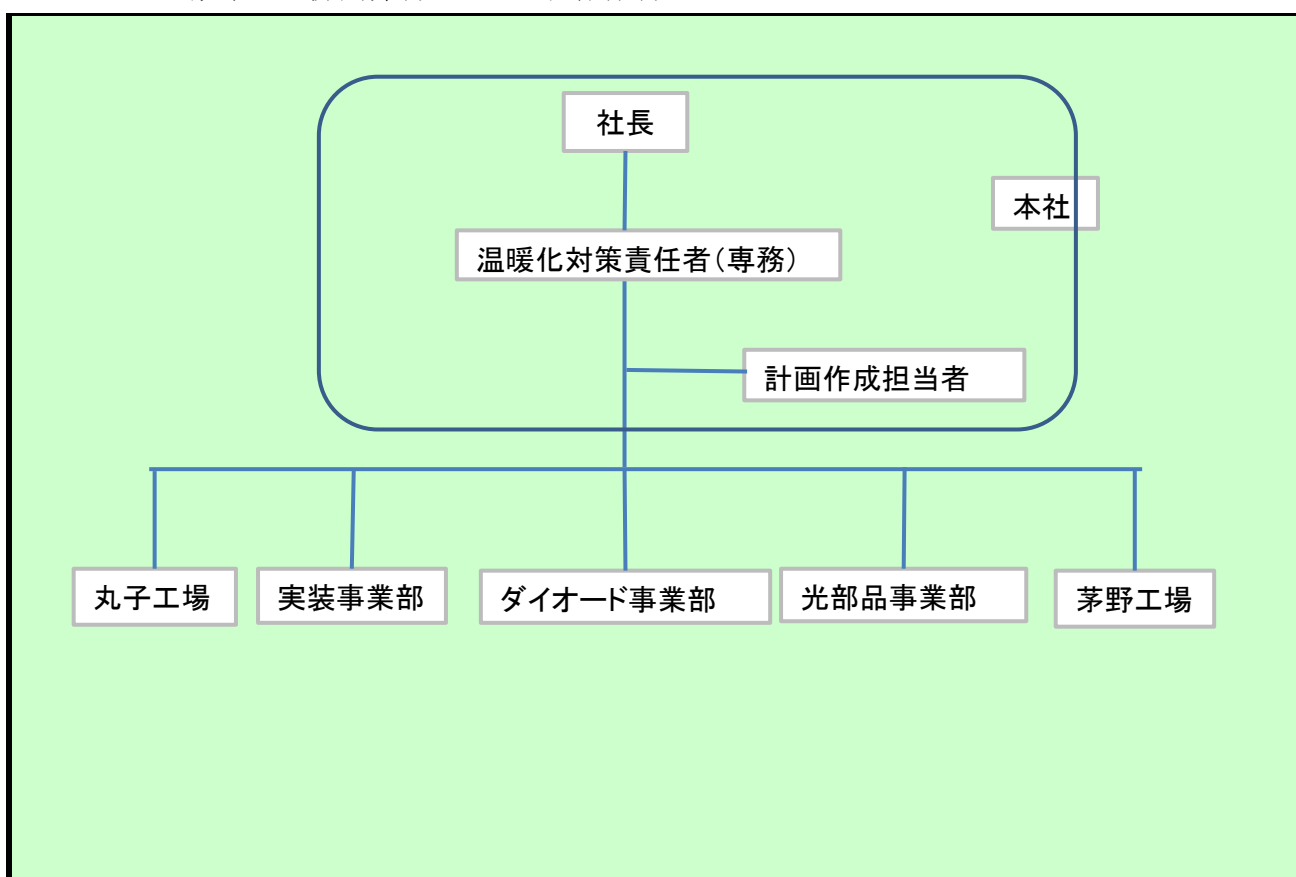 社長
本社
温暖化対策責任者（専務）
計画作成担当者
丸子工場
実装事業部
ダイオード事業部
光部品事業部
茅野工場